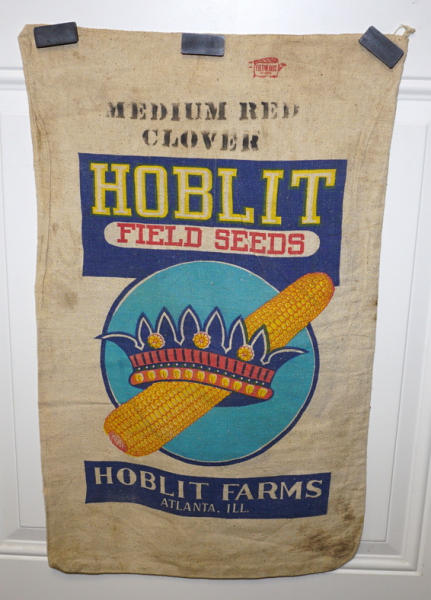 MEDIUM RED
CLOVER
HOBLIT
FIELD SEEDS
HOBLIT FARMS
ATLANTA, ILL.